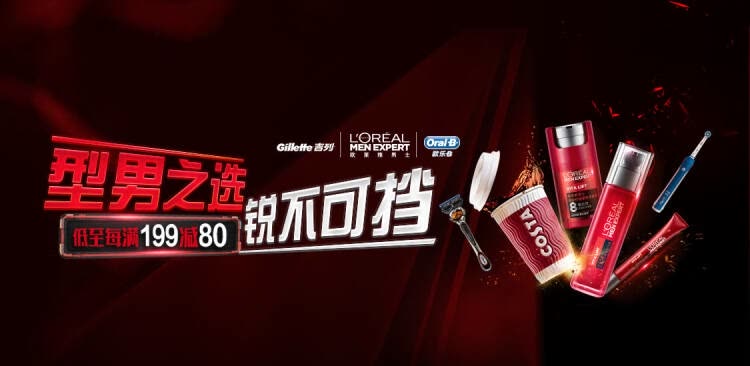 Gillette 吉列
L'ORÉAL
MEN EXPERT
欧莱雅男士
Oral-B
欧乐B
型男之选
锐不可挡
低至每满199减80
COSTA
L'ORÉAL
MEN EXPERT
L'ORÉAL
MEN EXPERT